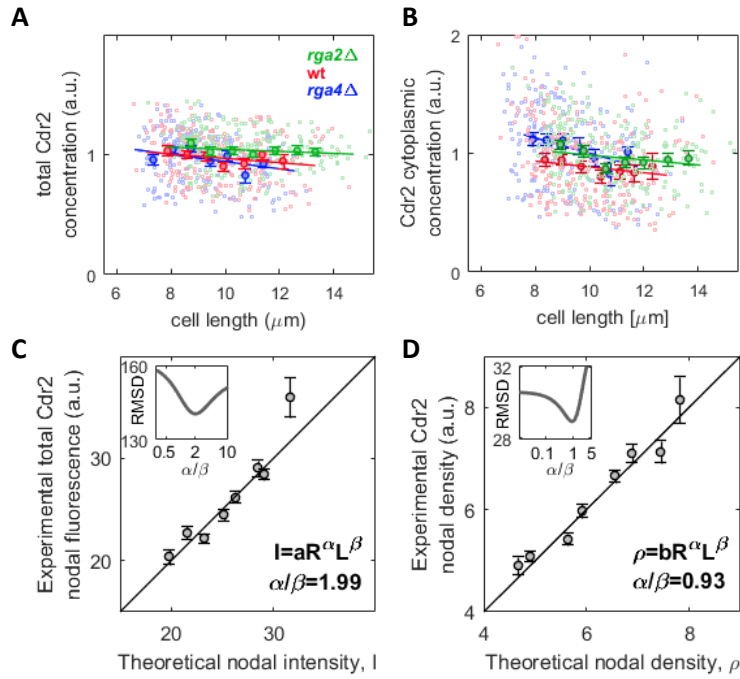 A
total Cdr2
concentration (a.u.)
rga2Δ
wt
rga4Δ
1
0
6
8
10
12
14
cell length (μm)
B
Cdr2 cytoplasmic
concentration (a.u.)
2
1
0
6
8
10
12
14
cell length [μm]
C
Experimental total Cdr2
nodal fluorescence (a.u.)
160
RMSD
130
0.5
2
10
α/β
30
20
I=aR^α L^β
α/β=1.99
20
30
Theoretical nodal intensity, I
D
Experimental Cdr2
nodal density (a.u.)
32
RMSD
28
0.1
1
5
α/β
8
6
4
ρ=bR^α L^β
α/β=0.93
4
6
8
Theoretical nodal density, ρ